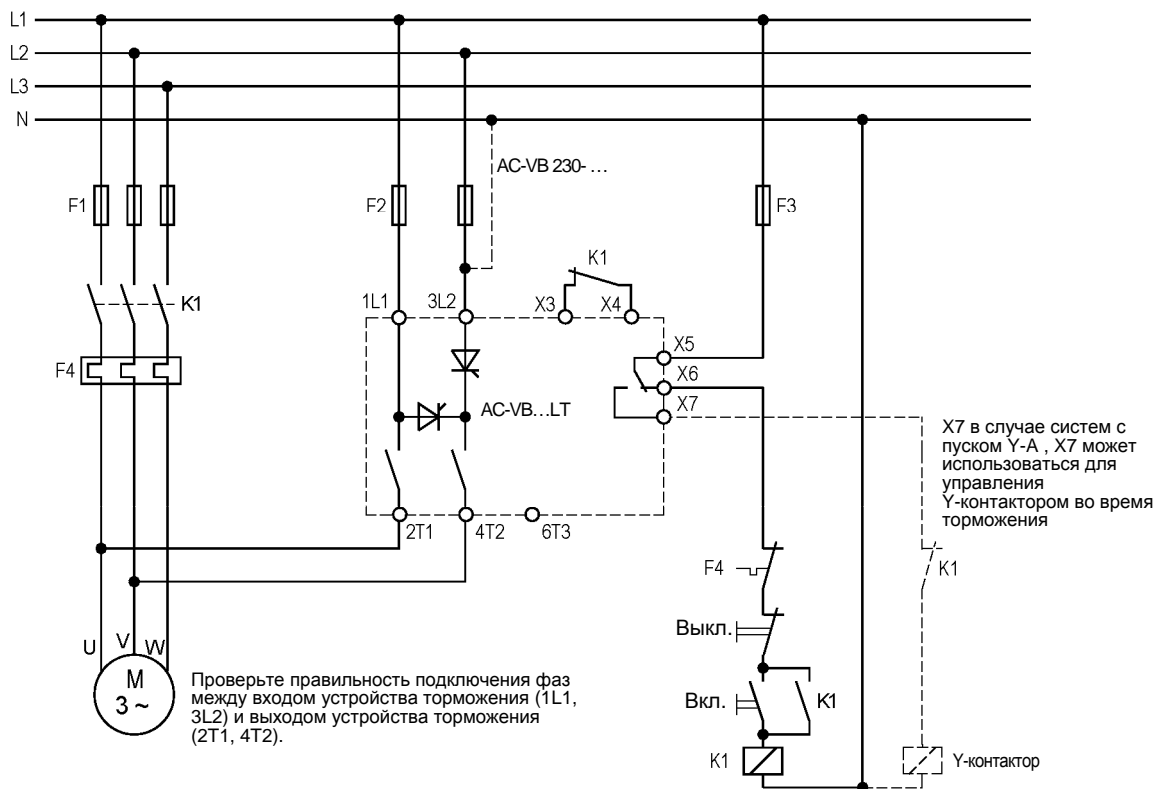 L1
L2
L3
N
AC-VB 230- ...
F1
F2
F3
K1
K1
1L1
3L2
X3
X4
X5
X6
X7
F4
AC-VB...LT
X7 в случае систем с
пуском Y-A , X7 может
использоваться для
управления
Y-контактором во время
торможения
2T1
4T2
6T3
F4
K1
Выкл.
U
V
W
M
3 ~
Проверьте правильность подключения фаз
между входом устройства торможения (1L1,
3L2) и выходом устройства торможения
(2T1, 4T2).
Вкл.
K1
K1
Y-контактор